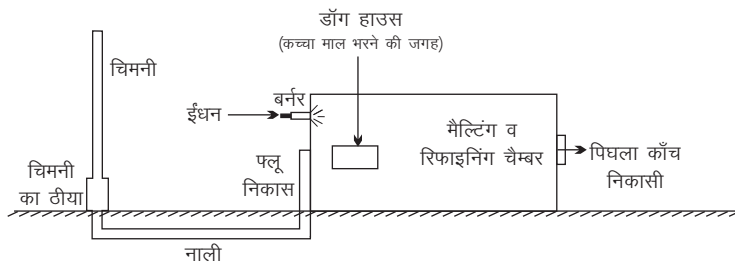 डॉग हाउस
(कच्चा माल भरने की जगह)
चिमनी
बर्नर
ईंधन
मैल्टिंग व
रिफाइनिंग चैम्बर
पिघला काँच
निकासी
फ्लू
निकास
चिमनी
का ठीया
नाली